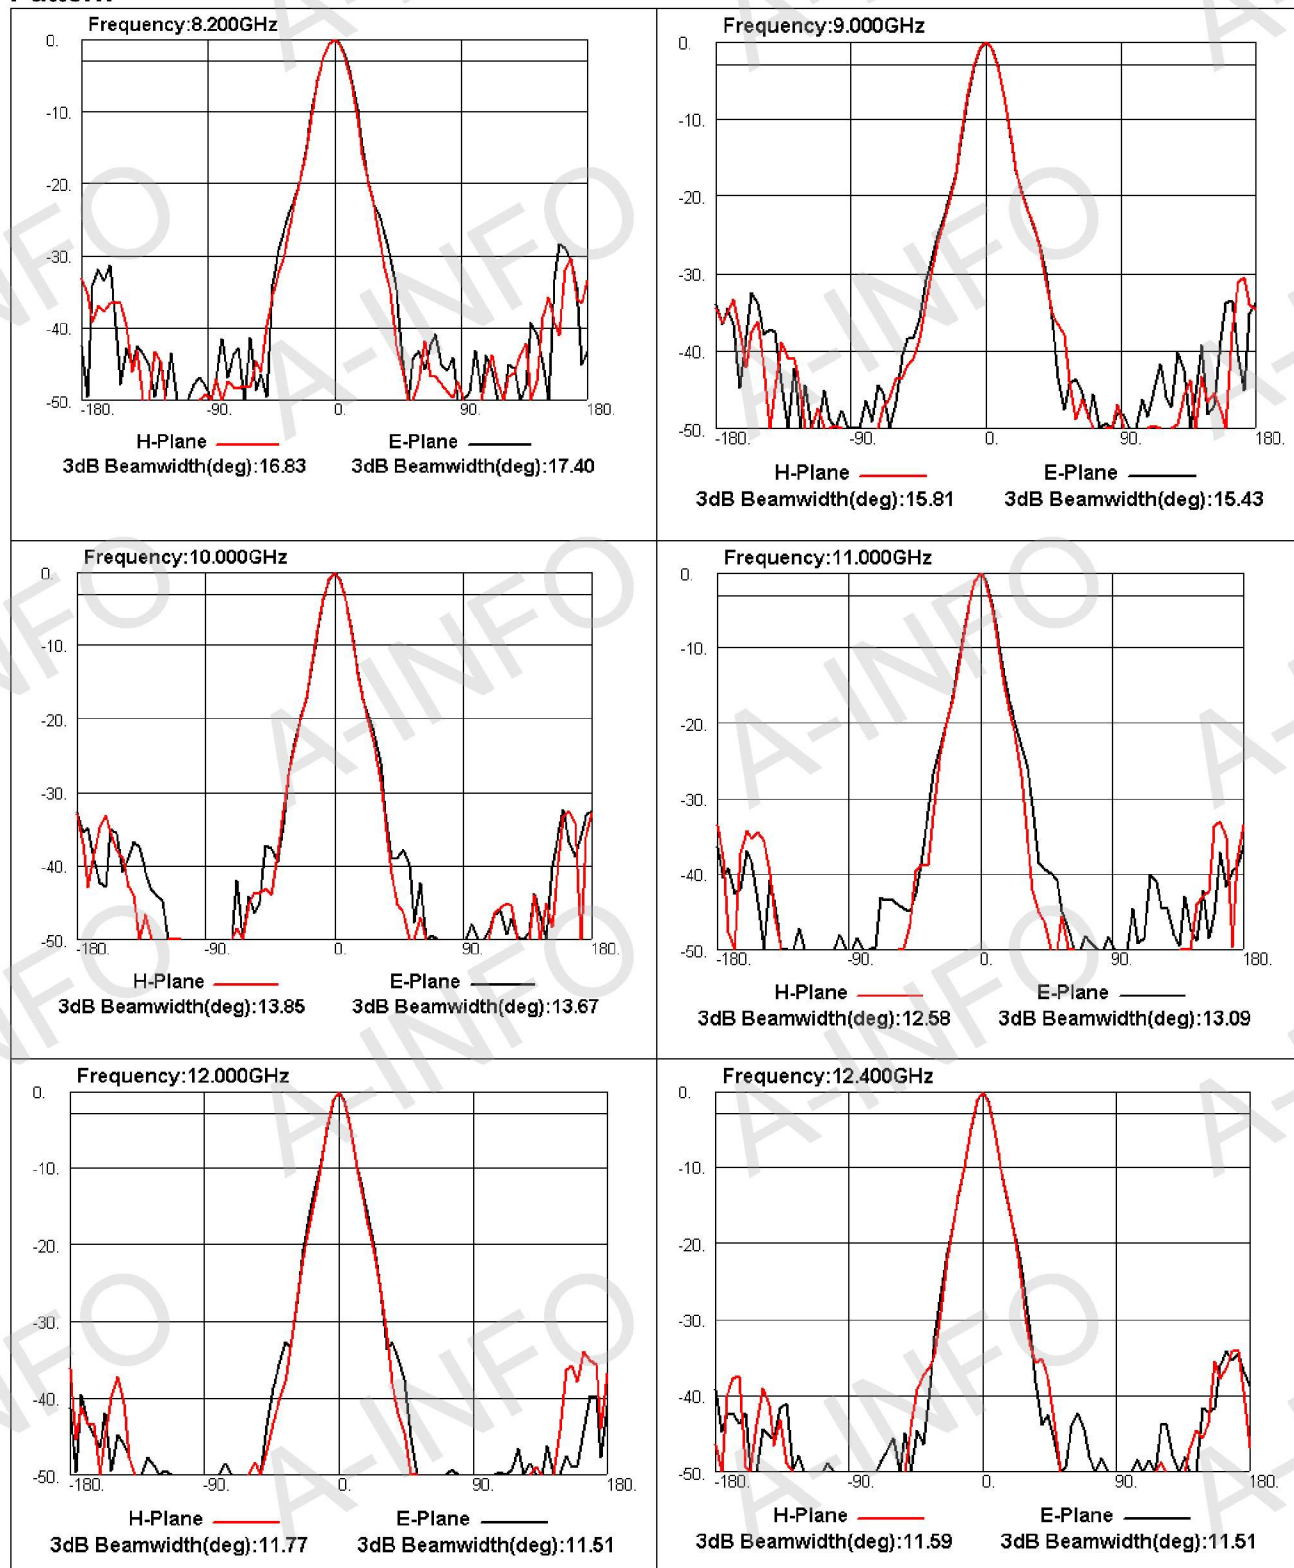 Frequency:8.200GHz
0.
-10.
-20.
-30.
-40.
-50.
-180. -90. 0. 90. 180.
H-Plane E-Plane
3dB Beamwidth(deg):16.83 3dB Beamwidth(deg):17.40
Frequency:9.000GHz
0.
-10.
-20.
-30.
-40.
-50.
-180. -90. 0. 90. 180.
H-Plane E-Plane
3dB Beamwidth(deg):15.81 3dB Beamwidth(deg):15.43
Frequency:10.000GHz
0.
-10.
-20.
-30.
-40.
-50.
-180. -90. 0. 90. 180.
H-Plane E-Plane
3dB Beamwidth(deg):13.85 3dB Beamwidth(deg):13.67
Frequency:11.000GHz
0.
-10.
-20.
-30.
-40.
-50.
-180. -90. 0. 90. 180.
H-Plane E-Plane
3dB Beamwidth(deg):12.58 3dB Beamwidth(deg):13.09
Frequency:12.000GHz
0.
-10.
-20.
-30.
-40.
-50.
-180. -90. 0. 90. 180.
H-Plane E-Plane
3dB Beamwidth(deg):11.77 3dB Beamwidth(deg):11.51
Frequency:12.400GHz
0.
-10.
-20.
-30.
-40.
-50.
-180. -90. 0. 90. 180.
H-Plane E-Plane
3dB Beamwidth(deg):11.59 3dB Beamwidth(deg):11.51
A-INFO